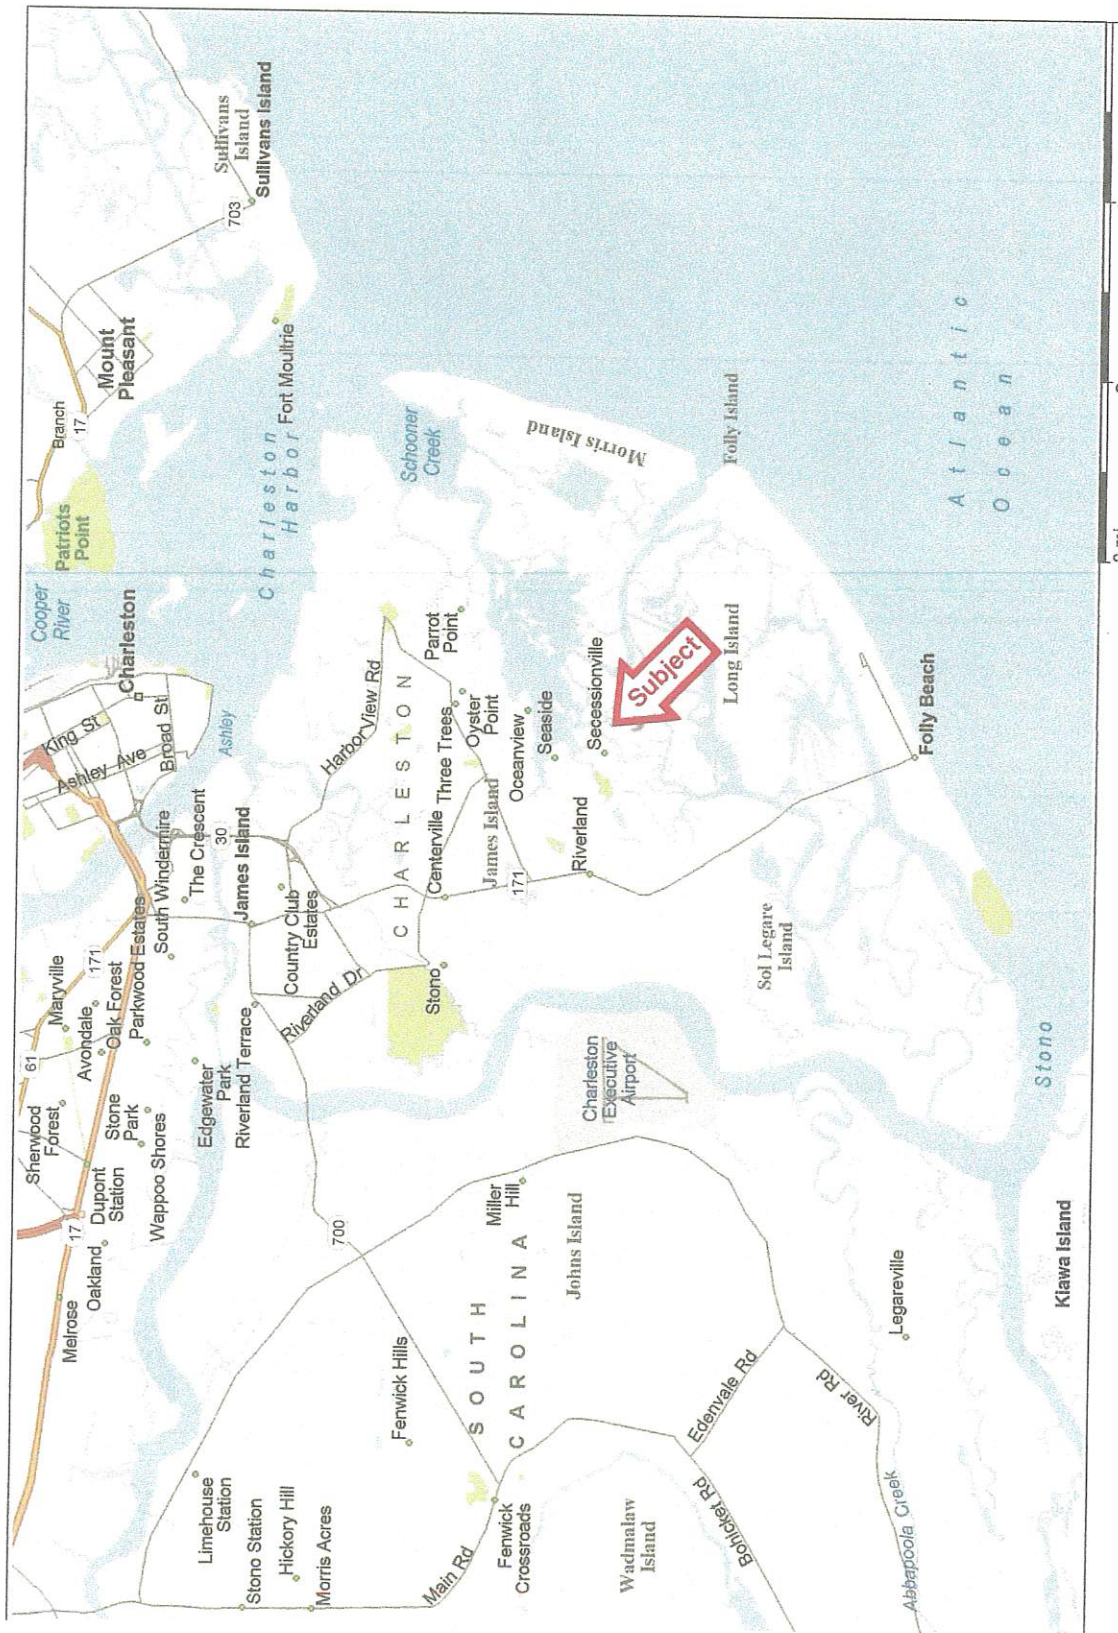 Cooper
River
Patriots
Point
Branch
17
Mount
Pleasant
703
Sullivans
Island
Sullivans Island
Fort Moultrie
Charleston
Harbor
Schooner
Creek
Morris Island
Folly Island
Atlantic
Ocean
King St
Ashley Ave
Broad St
Charleston
Ashley
Harbor View Rd
Parrot
Point
Three Trees
Oyster
Point
Oceanview
Seaside
Secessionville
Subject
Long Island
Folly Beach
Sherwood
Forest
61
Maryville
171
Avondale
Oak Forest
Parkwood Estates
South Windermire
The Crescent
30
James Island
Country Club
Estates
CHARLESTON
Centerville
James Island
171
Riverland
Sol Legare
Island
Stono
Melrose
17
Oakland
Dupont
Station
Stone
Park
Wappoo Shores
Edgewater
Park
Riverland Terrace
Riverland Dr
Stono
700
Charleston
Executive
Airport
Miller
Hill
Johns Island
SOUTH
CAROLINA
Limehouse
Station
Stono Station
Hickory Hill
Morris Acres
Fenwick Hills
Main Rd
Fenwick
Crossroads
Wadmalaw
Island
Edenvale Rd
Bohicket Rd
River Rd
Legareville
Abbapoola Creek
Kiawa Island